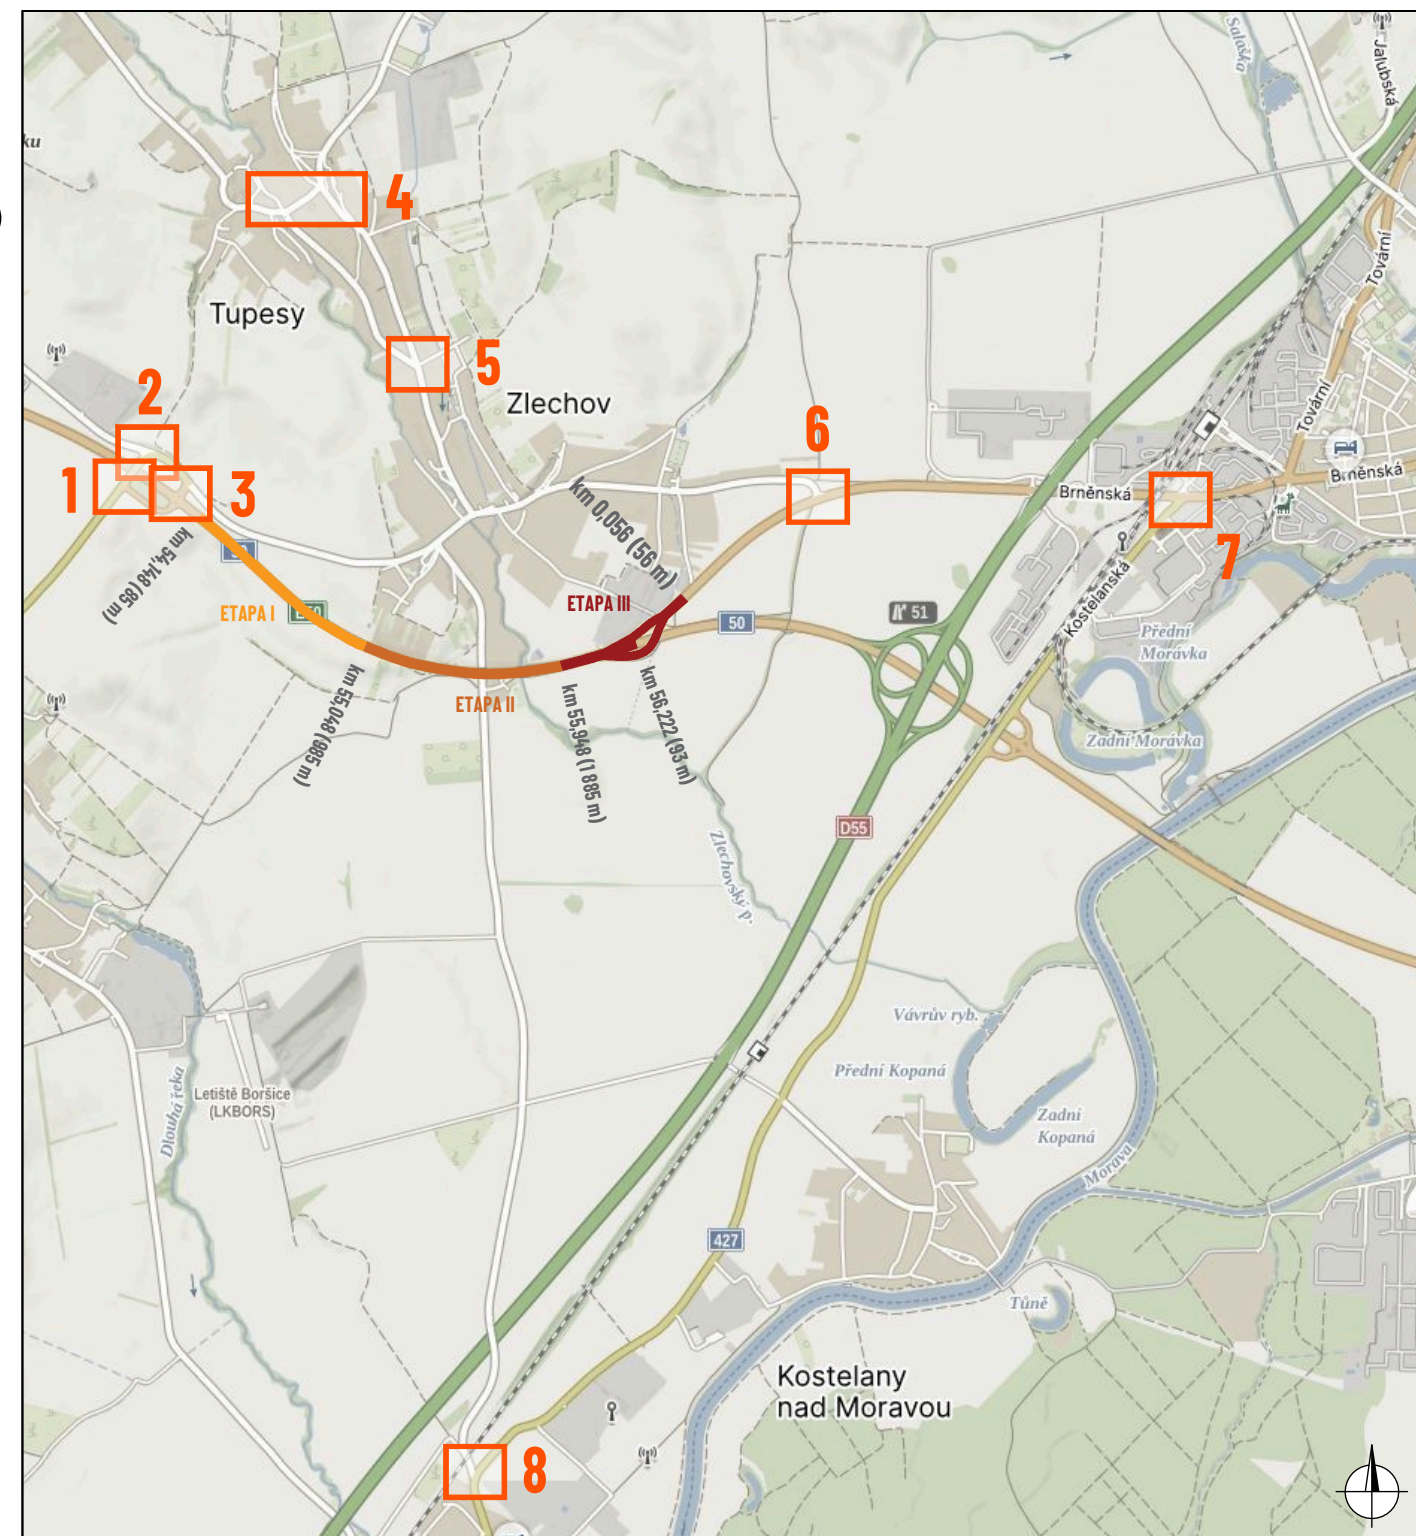 )
ku
Salaška
Jalubská
4
Tovární
Tupesy
5
Zlechov
2
6
Tovární
1
3
Brněnská
Brněnská
7
km 0,056 (56 m)
km 54,148 (85 m)
ETAPA I
ETAPA III
50
51
Kostelanská
Přední
Morávka
km 55,048 (985 m)
ETAPA II
km 55,948 (1 885 m)
km 56,222 (93 m)
Zadní Morávka
D55
Zlechovský p.
Vávrův ryb.
Přední Kopaná
Letiště Boršice
(LKBORS)
Dlouhá řeka
Zadní
Kopaná
Morava
427
Tůně
Kostelany
nad Moravou
8